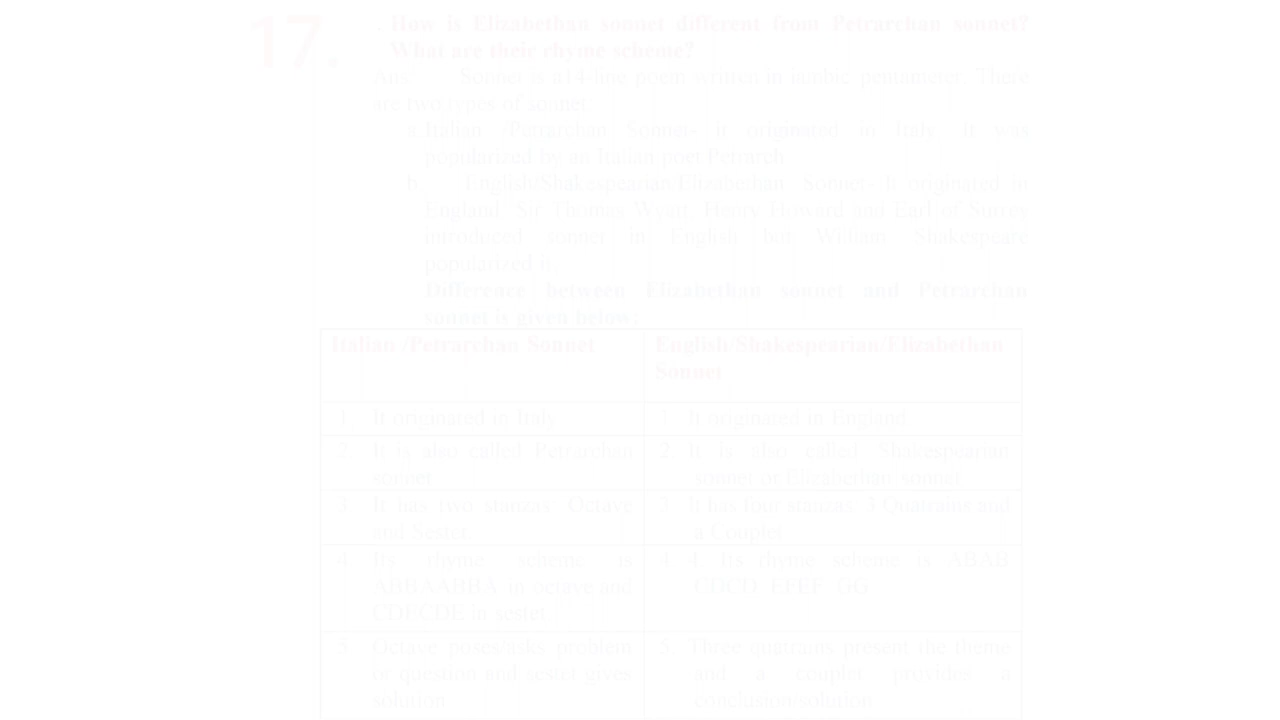 17.
. How is Elizabethan sonnet different from Petrarchan sonnet?
What are their rhyme scheme?
Ans: Sonnet is a14-line poem written in iambic pentameter. There
are two types of sonnet:
a. Italian /Petrarchan Sonnet- it originated in Italy. It was
popularized by an Italian poet Petrarch.
b. English/Shakespearian/Elizabethan Sonnet- It originated in
England. Sir Thomas Wyatt, Henry Howard and Earl of Surrey
introduced sonnet in English but William Shakespeare
popularized it.
Difference between Elizabethan sonnet and Petrarchan
sonnet is given below:
Italian /Petrarchan Sonnet
English/Shakespearian/Elizabethan
Sonnet
1. It originated in Italy
1. It originated in England
2. It is also called Petrarchan
sonnet
2. It is also called Shakespearian
sonnet or Elizabethan sonnet
3. It has two stanzas: Octave
and Sestet.
3. It has four stanzas: 3 Quatrains and
a Couplet
4. Its rhyme scheme is
ABBAABBA in octave and
CDECDE in sestet.
4. Its rhyme scheme is ABAB
CDCD EFEF GG
5. Octave poses/asks problem
or question and sestet gives
solution
5. Three quatrains present the theme
and a couplet provides a
conclusion/solution